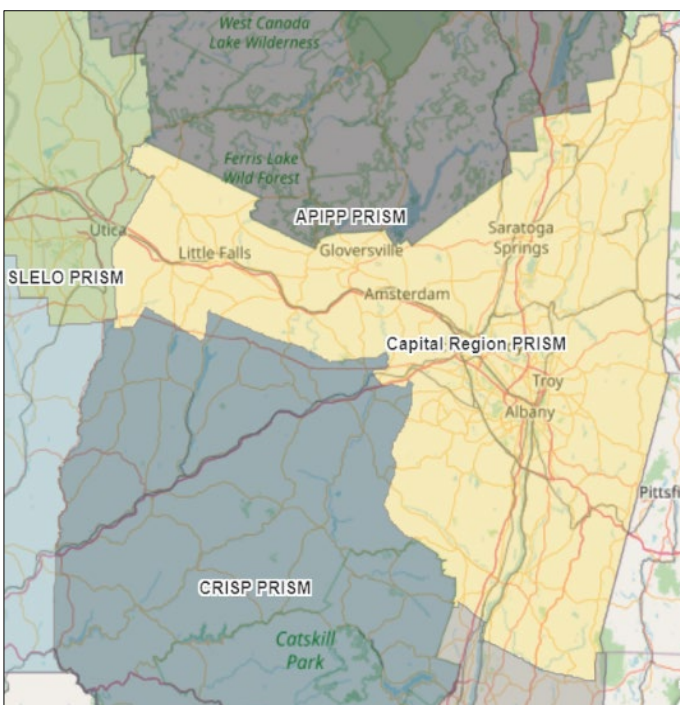 West Canada
Lake Wilderness
Ferris Lake
Wild Forest
APIPP PRISM
Utica
Little Falls
Gloversville
Saratoga
Springs
SLELO PRISM
Amsterdam
Capital Region PRISM
Troy
Albany
Pittsfi
CRISP PRISM
Catskill
Park